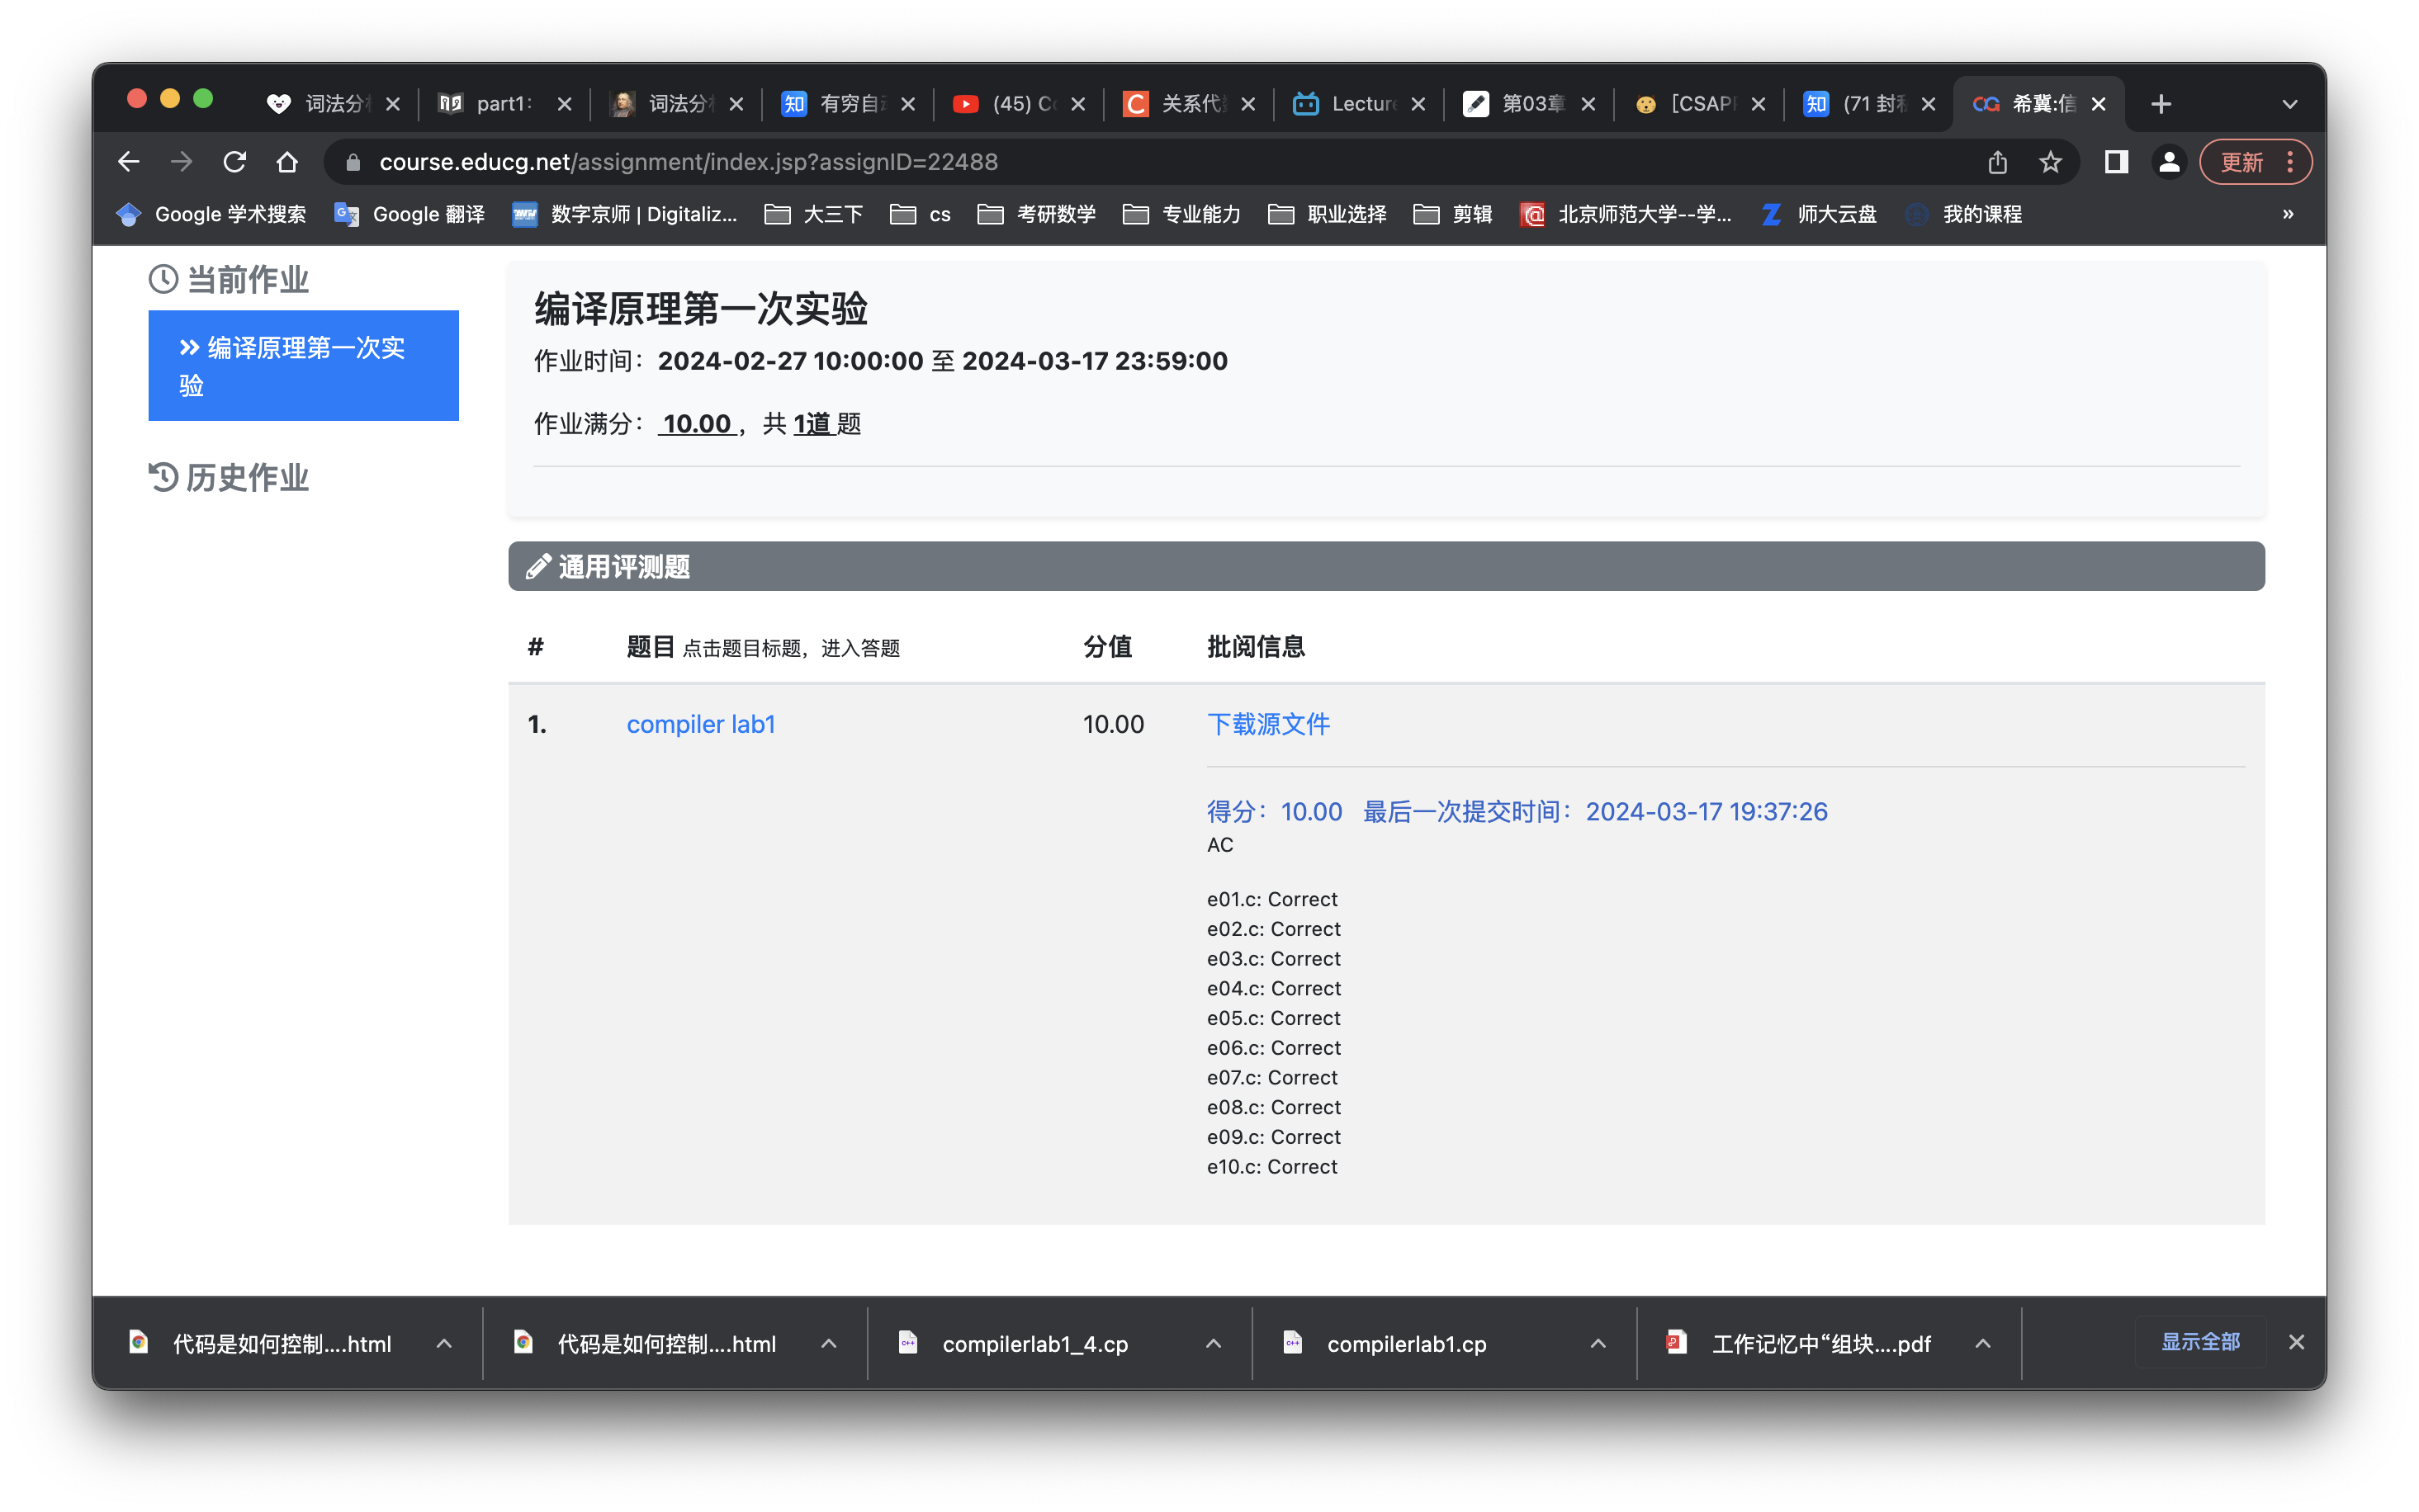 词法分 part1: 词法分 有穷自 (45) C 关系代 Lecture 第03章 [CSAPP (71 封 希冀:信
course.educg.net/assignment/index.jsp?assignID=22488 更新
Google 学术搜索 Google 翻译 数字京师 | Digitaliz... 大三下 cs 考研数学 专业能力 职业选择 剪辑 北京师范大学--学... 师大云盘 我的课程 »
当前作业
编译原理第一次实
验
历史作业
编译原理第一次实验
作业时间：2024-02-27 10:00:00 至 2024-03-17 23:59:00
作业满分： 10.00 ，共 1道 题
通用评测题
# 题目 点击题目标题，进入答题 分值 批阅信息
1. compiler lab1 10.00 下载源文件
得分：10.00 最后一次提交时间：2024-03-17 19:37:26
AC
e01.c: Correct
e02.c: Correct
e03.c: Correct
e04.c: Correct
e05.c: Correct
e06.c: Correct
e07.c: Correct
e08.c: Correct
e09.c: Correct
e10.c: Correct
代码是如何控制....html 代码是如何控制....html compilerlab1_4.cp compilerlab1.cp 工作记忆中“组块....pdf 显示全部